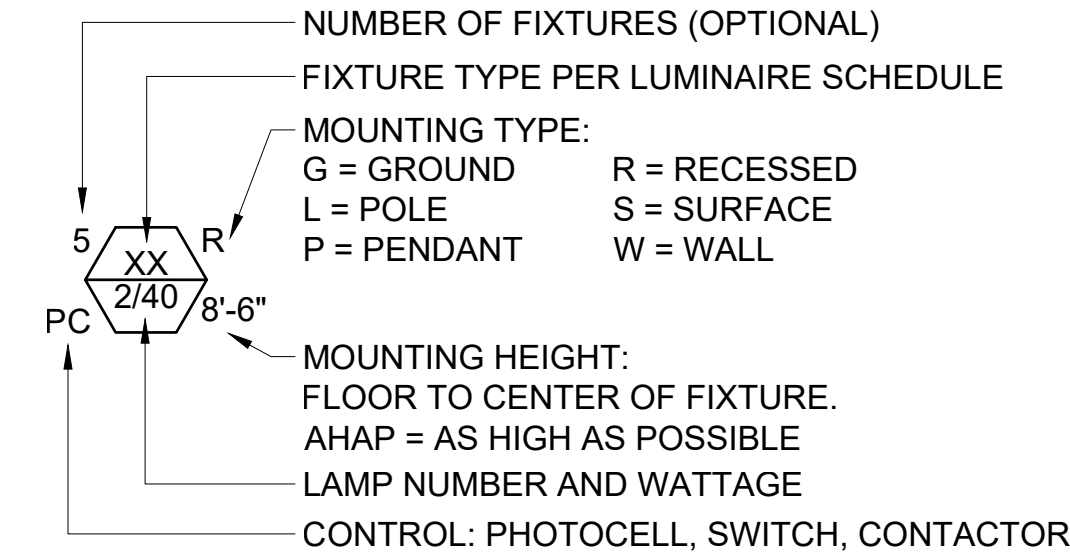 NUMBER OF FIXTURES (OPTIONAL)
FIXTURE TYPE PER LUMINAIRE SCHEDULE
MOUNTING TYPE:
G = GROUND R = RECESSED
L = POLE S = SURFACE
P = PENDANT W = WALL
5 XX R
2/40
PC 8'-6"
MOUNTING HEIGHT:
FLOOR TO CENTER OF FIXTURE.
AHAP = AS HIGH AS POSSIBLE
LAMP NUMBER AND WATTAGE
CONTROL: PHOTOCELL, SWITCH, CONTACTOR